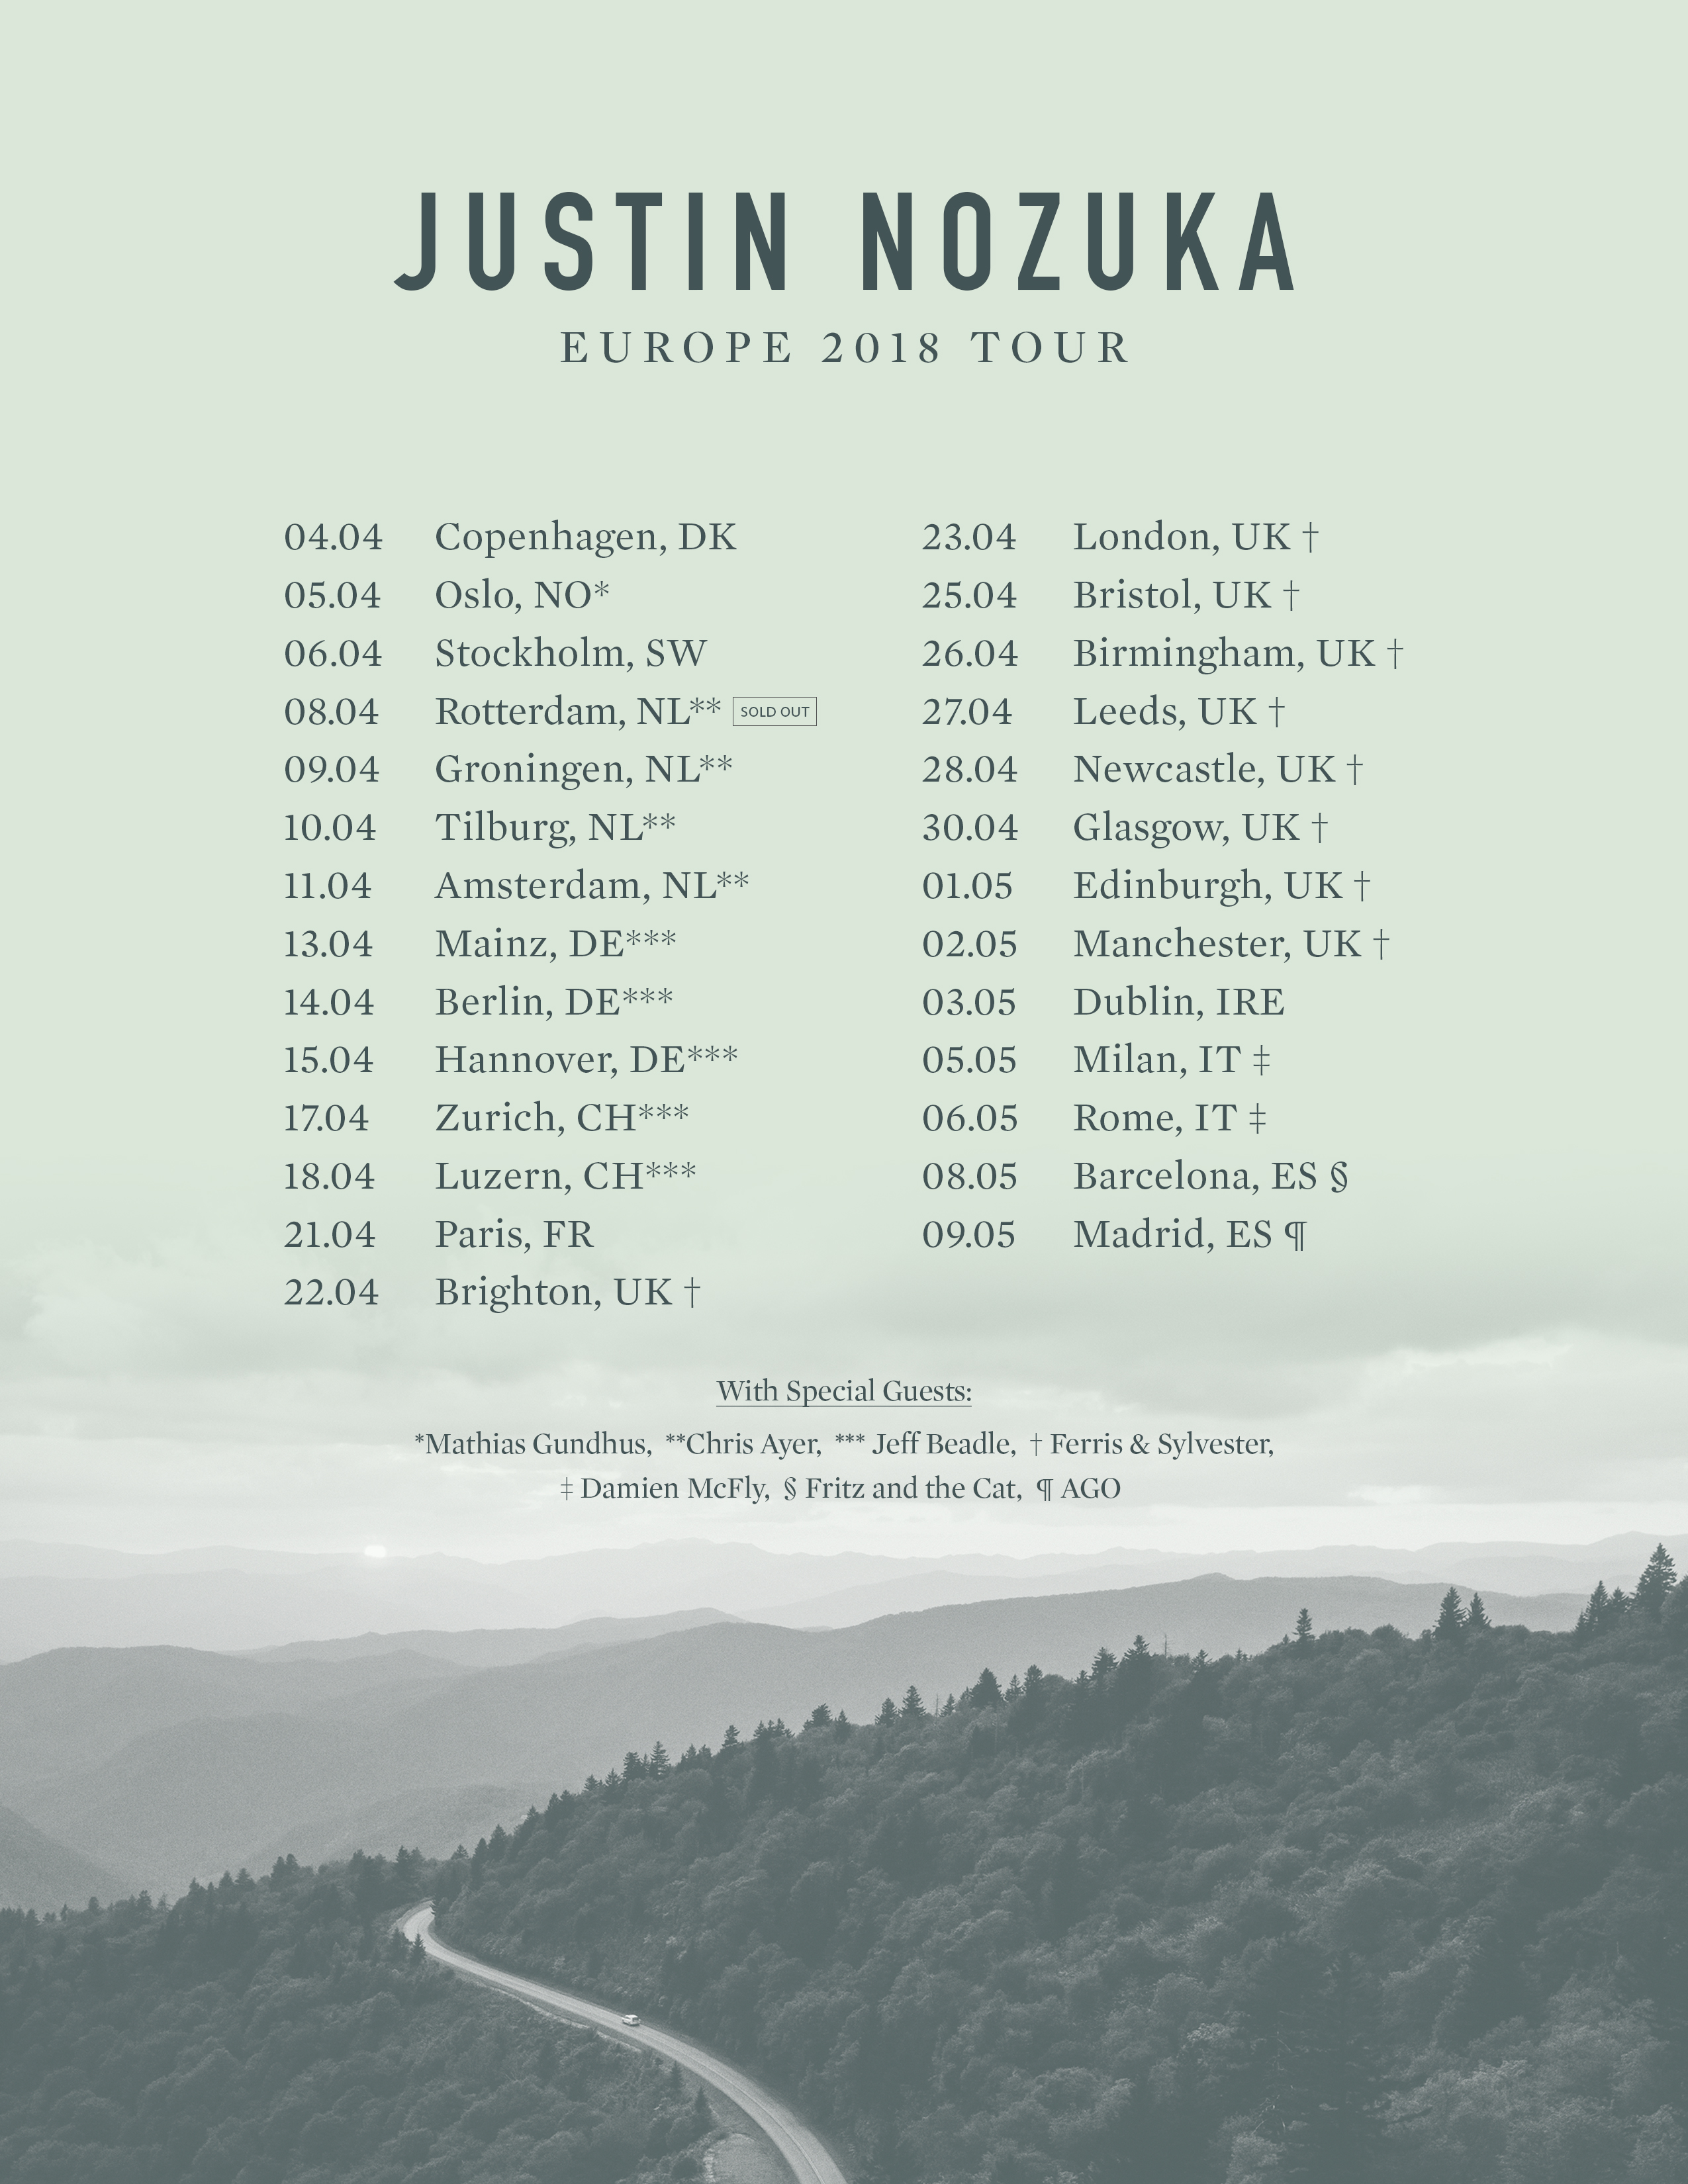 JUSTIN NOZUKA
EUROPE 2018 TOUR
04.04 Copenhagen, DK
05.04 Oslo, NO*
06.04 Stockholm, SW
08.04 Rotterdam, NL** SOLD OUT
09.04 Groningen, NL**
10.04 Tilburg, NL**
11.04 Amsterdam, NL**
13.04 Mainz, DE***
14.04 Berlin, DE***
15.04 Hannover, DE***
17.04 Zurich, CH***
18.04 Luzern, CH***
21.04 Paris, FR
22.04 Brighton, UK †
23.04 London, UK †
25.04 Bristol, UK †
26.04 Birmingham, UK †
27.04 Leeds, UK †
28.04 Newcastle, UK †
30.04 Glasgow, UK †
01.05 Edinburgh, UK †
02.05 Manchester, UK †
03.05 Dublin, IRE
05.05 Milan, IT ‡
06.05 Rome, IT ‡
08.05 Barcelona, ES §
09.05 Madrid, ES ¶
With Special Guests:
*Mathias Gundhus, **Chris Ayer, *** Jeff Beadle, † Ferris & Sylvester,
‡ Damien McFly, § Fritz and the Cat, ¶ AGO